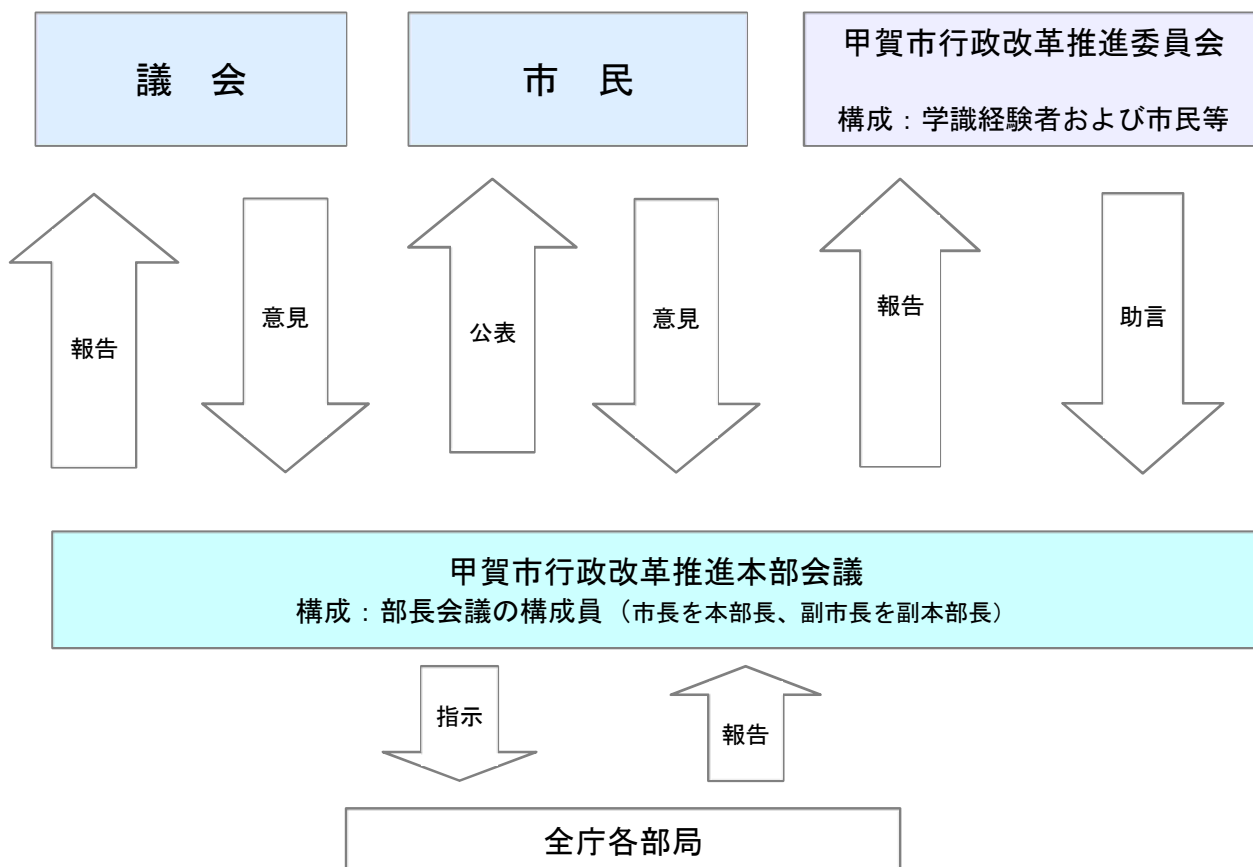 議　会
市　民
甲賀市行政改革推進委員会
構成：学識経験者および市民等
報告
意見
公表
意見
報告
助言
甲賀市行政改革推進本部会議
構成：部長会議の構成員（市長を本部長、副市長を副本部長）
指示
報告
全庁各部局